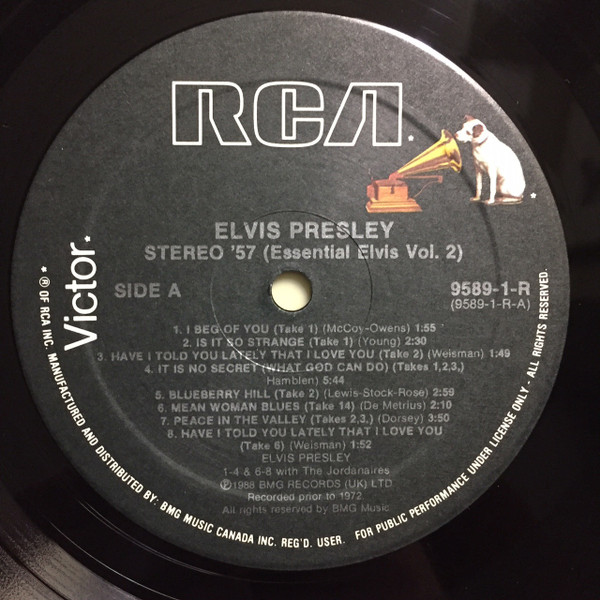 RCA
Victor
ELVIS PRESLEY
STEREO '57 (Essential Elvis Vol. 2)
SIDE A
9589-1-R
(9589-1-R-A)
1. I BEG OF YOU (Take 1) (McCoy-Owens) 1:55
2. IS IT SO STRANGE (Take 1) (Young) 2:30
3. HAVE I TOLD YOU LATELY THAT I LOVE YOU (Take 2) (Weisman) 1:49
4. IT IS NO SECRET (WHAT GOD CAN DO) (Takes 1,2,3,)
Hamblen) 5:44
5. BLUEBERRY HILL (Take 2) (Lewis-Stock-Rose) 2:59
6. MEAN WOMAN BLUES (Take 14) (De Metrius) 2:10
7. PEACE IN THE VALLEY (Takes 2,3,) (Dorsey) 3:50
8. HAVE I TOLD YOU LATELY THAT I LOVE YOU
(Take 6) (Weisman) 1:52
ELVIS PRESLEY
1-4 & 6-8 with The Jordanaires
℗©1988 BMG RECORDS (UK) LTD
Recorded prior to 1972
All rights reserved by BMG Music
* ® OF RCA INC. MANUFACTURED AND DISTRIBUTED BY: BMG MUSIC CANADA INC. REG'D. USER. FOR PUBLIC PERFORMANCE UNDER LICENSE ONLY - ALL RIGHTS RESERVED.